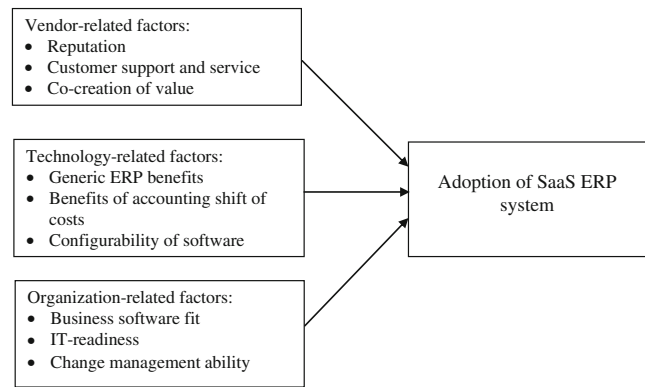 Vendor-related factors:
• Reputation
• Customer support and service
• Co-creation of value
Technology-related factors:
• Generic ERP benefits
• Benefits of accounting shift of
costs
• Configurability of software
Organization-related factors:
• Business software fit
• IT-readiness
• Change management ability
Adoption of SaaS ERP
system